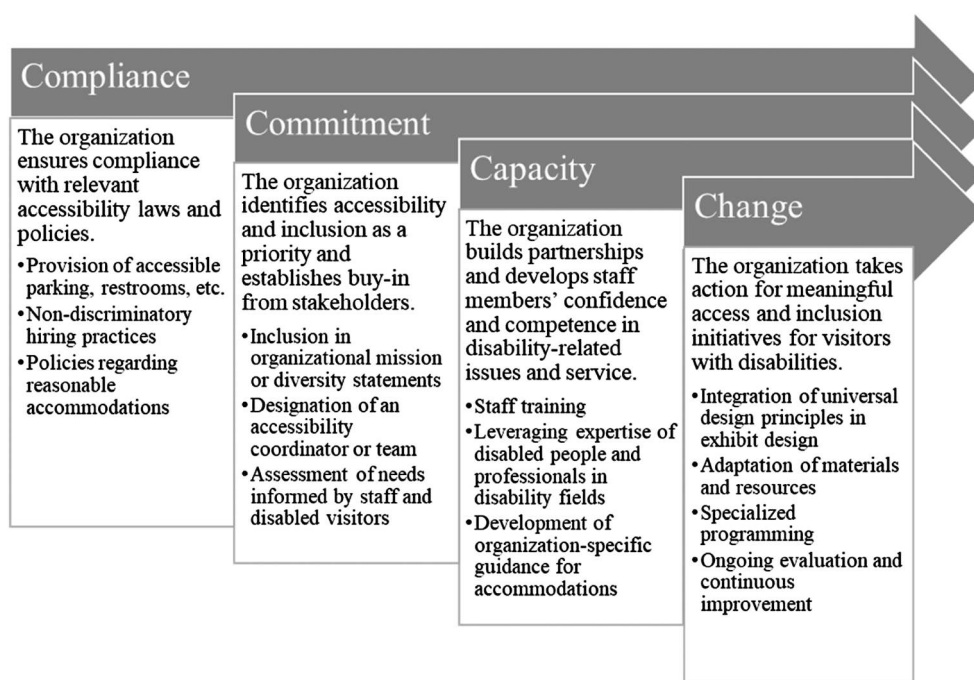 Compliance
The organization
ensures compliance
with relevant
accessibility laws and
policies.
•Provision of accessible
parking, restrooms, etc.
•Non-discriminatory
hiring practices
•Policies regarding
reasonable
accommodations
Commitment
The organization
identifies accessibility
and inclusion as a
priority and
establishes buy-in
from stakeholders.
•Inclusion in
organizational mission
or diversity statements
•Designation of an
accessibility
coordinator or team
•Assessment of needs
informed by staff and
disabled visitors
Capacity
The organization
builds partnerships
and develops staff
members’ confidence
and competence in
disability-related
issues and service.
•Staff training
•Leveraging expertise of
disabled people and
professionals in
disability fields
•Development of
organization-specific
guidance for
accommodations
Change
The organization takes
action for meaningful
access and inclusion
initiatives for visitors
with disabilities.
•Integration of universal
design principles in
exhibit design
•Adaptation of materials
and resources
•Specialized
programming
•Ongoing evaluation and
continuous
improvement